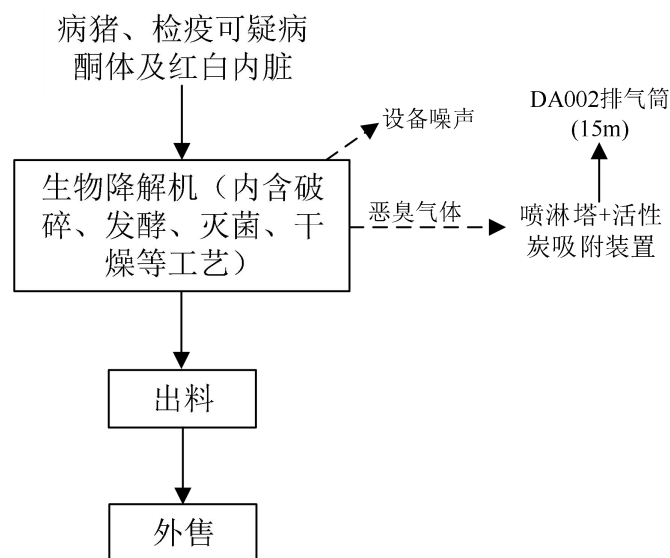 病猪、检疫可疑病
酮体及红白内脏
设备噪声
DA002排气筒
(15m)
生物降解机（内含破
碎、发酵、灭菌、干
燥等工艺）
恶臭气体
喷淋塔+活性
炭吸附装置
出料
外售